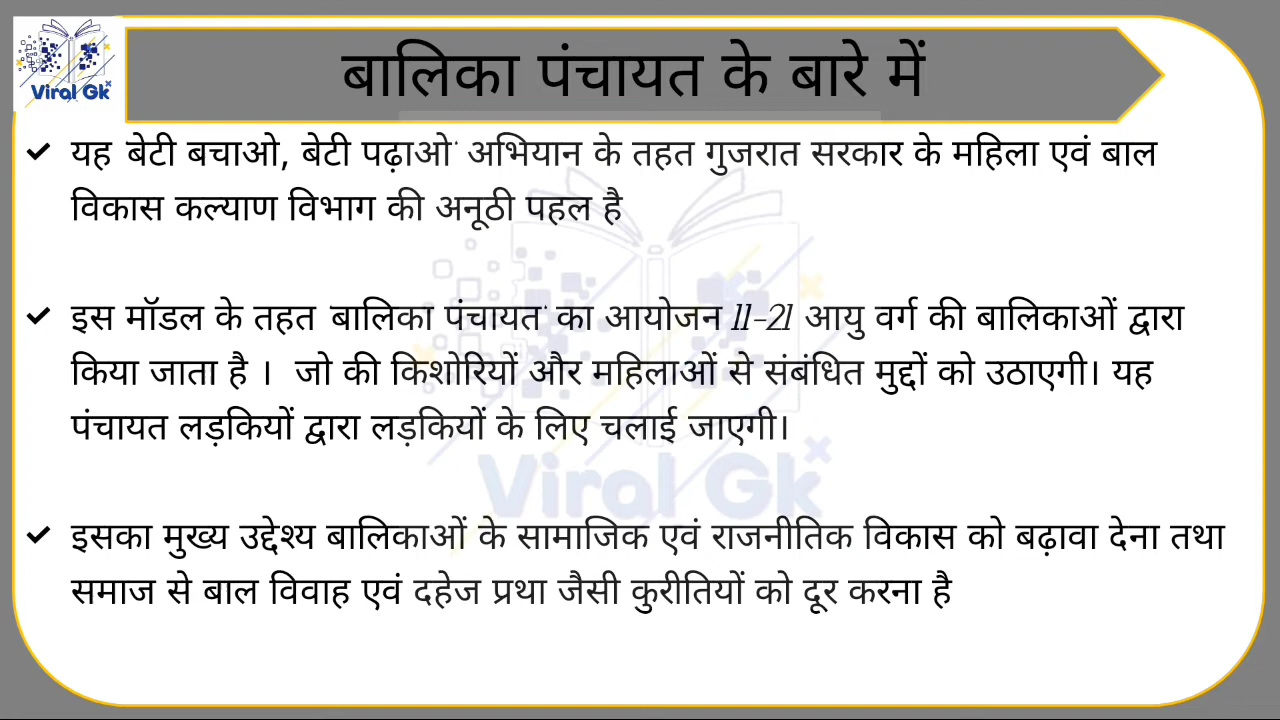 Viral Gk
बालिका पंचायत के बारे में
यह 'बेटी बचाओ, बेटी पढ़ाओ' अभियान के तहत गुजरात सरकार के महिला एवं बाल
विकास कल्याण विभाग की अनूठी पहल है
इस मॉडल के तहत 'बालिका पंचायत' का आयोजन 11-21 आयु वर्ग की बालिकाओं द्वारा
किया जाता है । जो की किशोरियों और महिलाओं से संबंधित मुद्दों को उठाएगी। यह
पंचायत लड़कियों द्वारा लड़कियों के लिए चलाई जाएगी।
Viral Gk
इसका मुख्य उद्देश्य बालिकाओं के सामाजिक एवं राजनीतिक विकास को बढ़ावा देना तथा
समाज से बाल विवाह एवं दहेज प्रथा जैसी कुरीतियों को दूर करना है